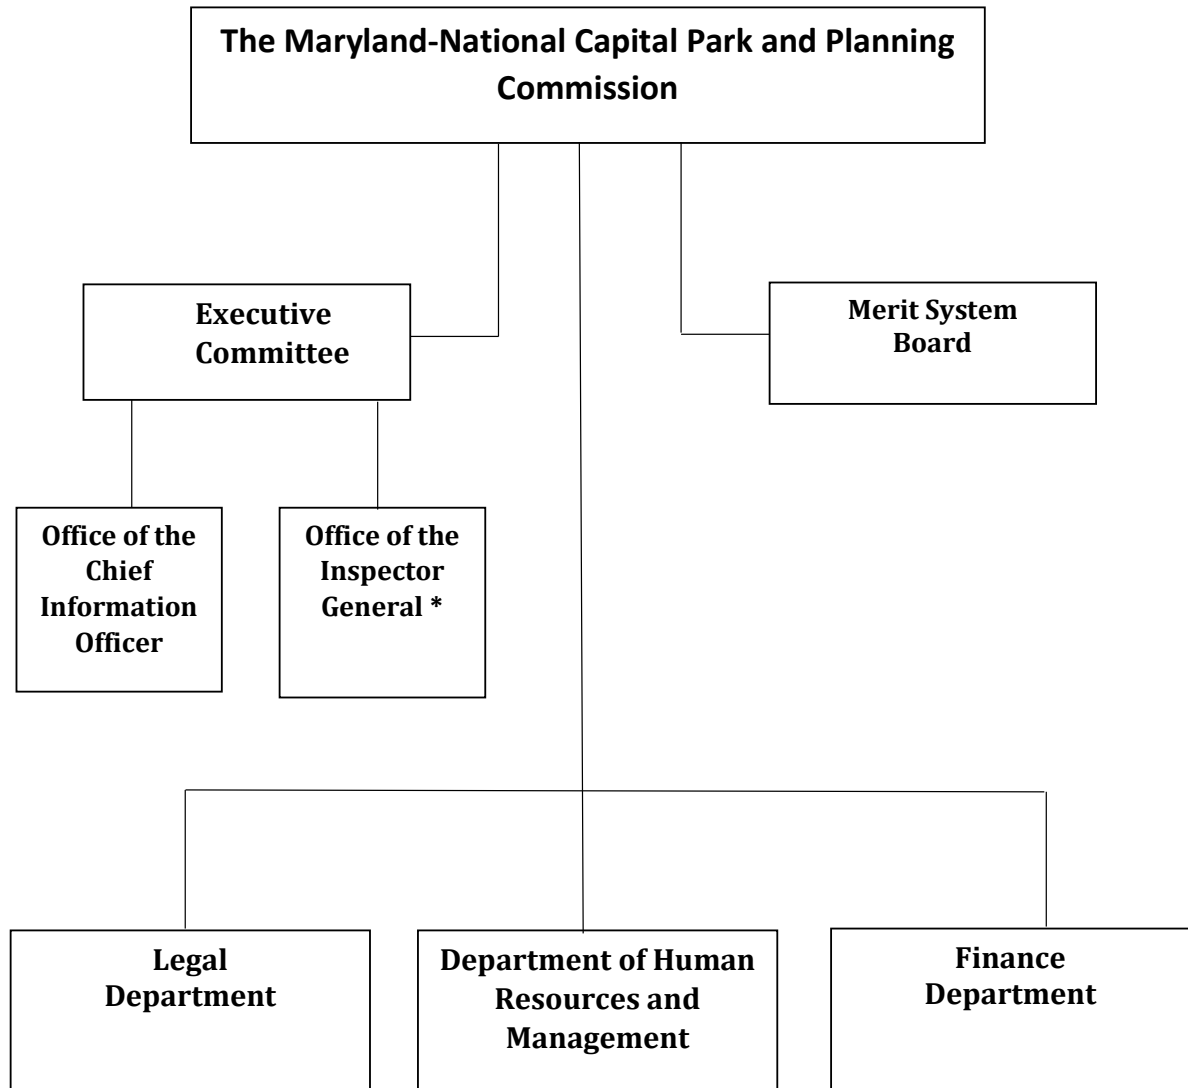 The Maryland-National Capital Park and Planning
Commission
Executive
Committee
Merit System
Board
Office of the
Chief
Information
Officer
Office of the
Inspector
General *
Legal
Department
Department of Human
Resources and
Management
Finance
Department